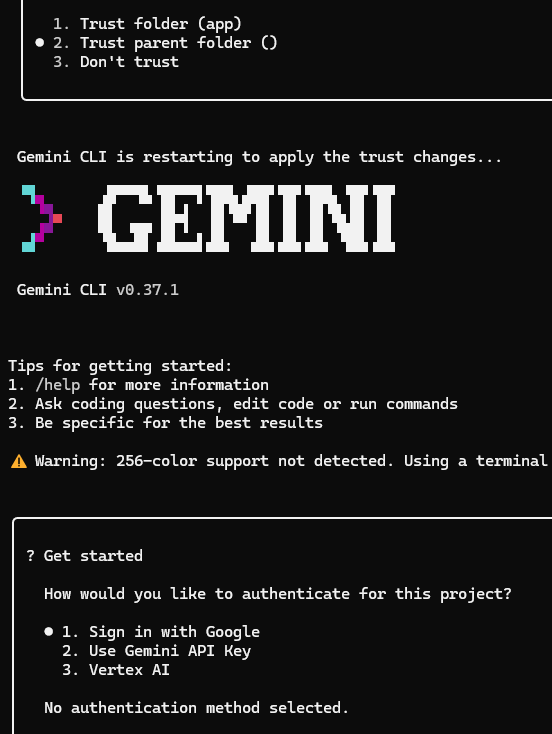 1. Trust folder (app)
● 2. Trust parent folder ()
3. Don't trust
Gemini CLI is restarting to apply the trust changes...
GEMINI
Gemini CLI v0.37.1
Tips for getting started:
1. /help for more information
2. Ask coding questions, edit code or run commands
3. Be specific for the best results
⚠ Warning: 256-color support not detected. Using a terminal
? Get started
How would you like to authenticate for this project?
● 1. Sign in with Google
2. Use Gemini API Key
3. Vertex AI
No authentication method selected.